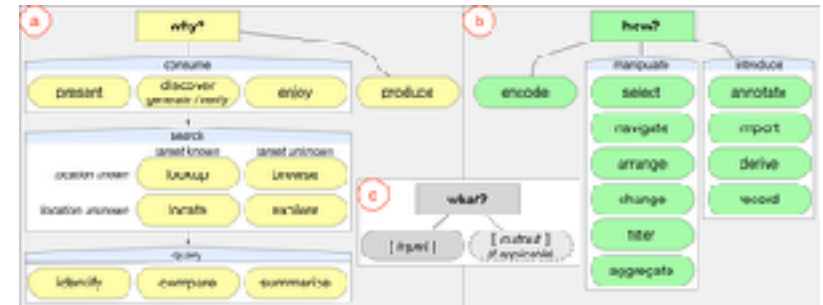 a
why?
consume
present
discover
generate / verify
enjoy
produce
search
target known
target unknown
location known
lookup
browse
location unknown
locate
explore
query
identify
compare
summarise
b
how?
encode
manipulate
select
navigate
arrange
change
filter
aggregate
introduce
annotate
import
derive
record
c
what?
[ input ]
[ output ]
(if applicable)